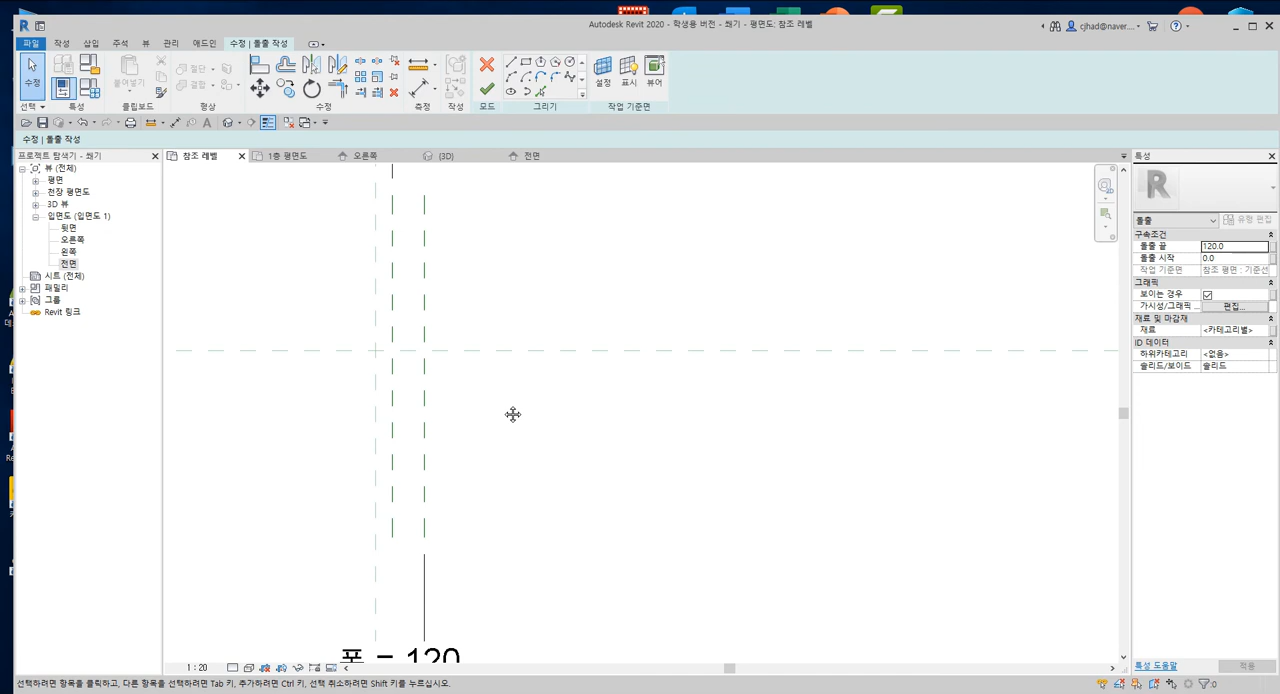 Autodesk Revit 2020 - 학생용 버전 - 쐐기 - 평면도: 참조 레벨
cjhad@naver....
파일 작성 삽입 주석 뷰 관리 애드인 수정 | 돌출 작성
수정
붙여넣기
절단
결합
선택 특성 클립보드 형상 수정 측정 작성 모드 그리기 작업 기준면
설정 표시 뷰어
수정 | 돌출 작성
프로젝트 탐색기 - 쐐기
뷰 (전체)
평면
천장 평면도
3D 뷰
입면도 (입면도 1)
뒷면
오른쪽
왼쪽
전면
시트 (전체)
패밀리
그룹
Revit 링크
참조 레벨 1층 평면도 오른쪽 (3D) 전면
폭 = 120
1 : 20
특성
돌출 유형 편집
구속조건
돌출 끝 120.0
돌출 시작 0.0
작업 기준면 참조 평면 : 기준선
그래픽
보이는 경우
가시성/그래픽 ... 편집...
재료 및 마감재
재료 <카테고리별>
ID 데이터
하위카테고리 <없음>
솔리드/보이드 솔리드
특성 도움말 적용
선택하려면 항목을 클릭하고, 다른 항목을 선택하려면 Tab 키, 추가하려면 Ctrl 키, 선택 취소하려면 Shift 키를 누르십시오.
:0